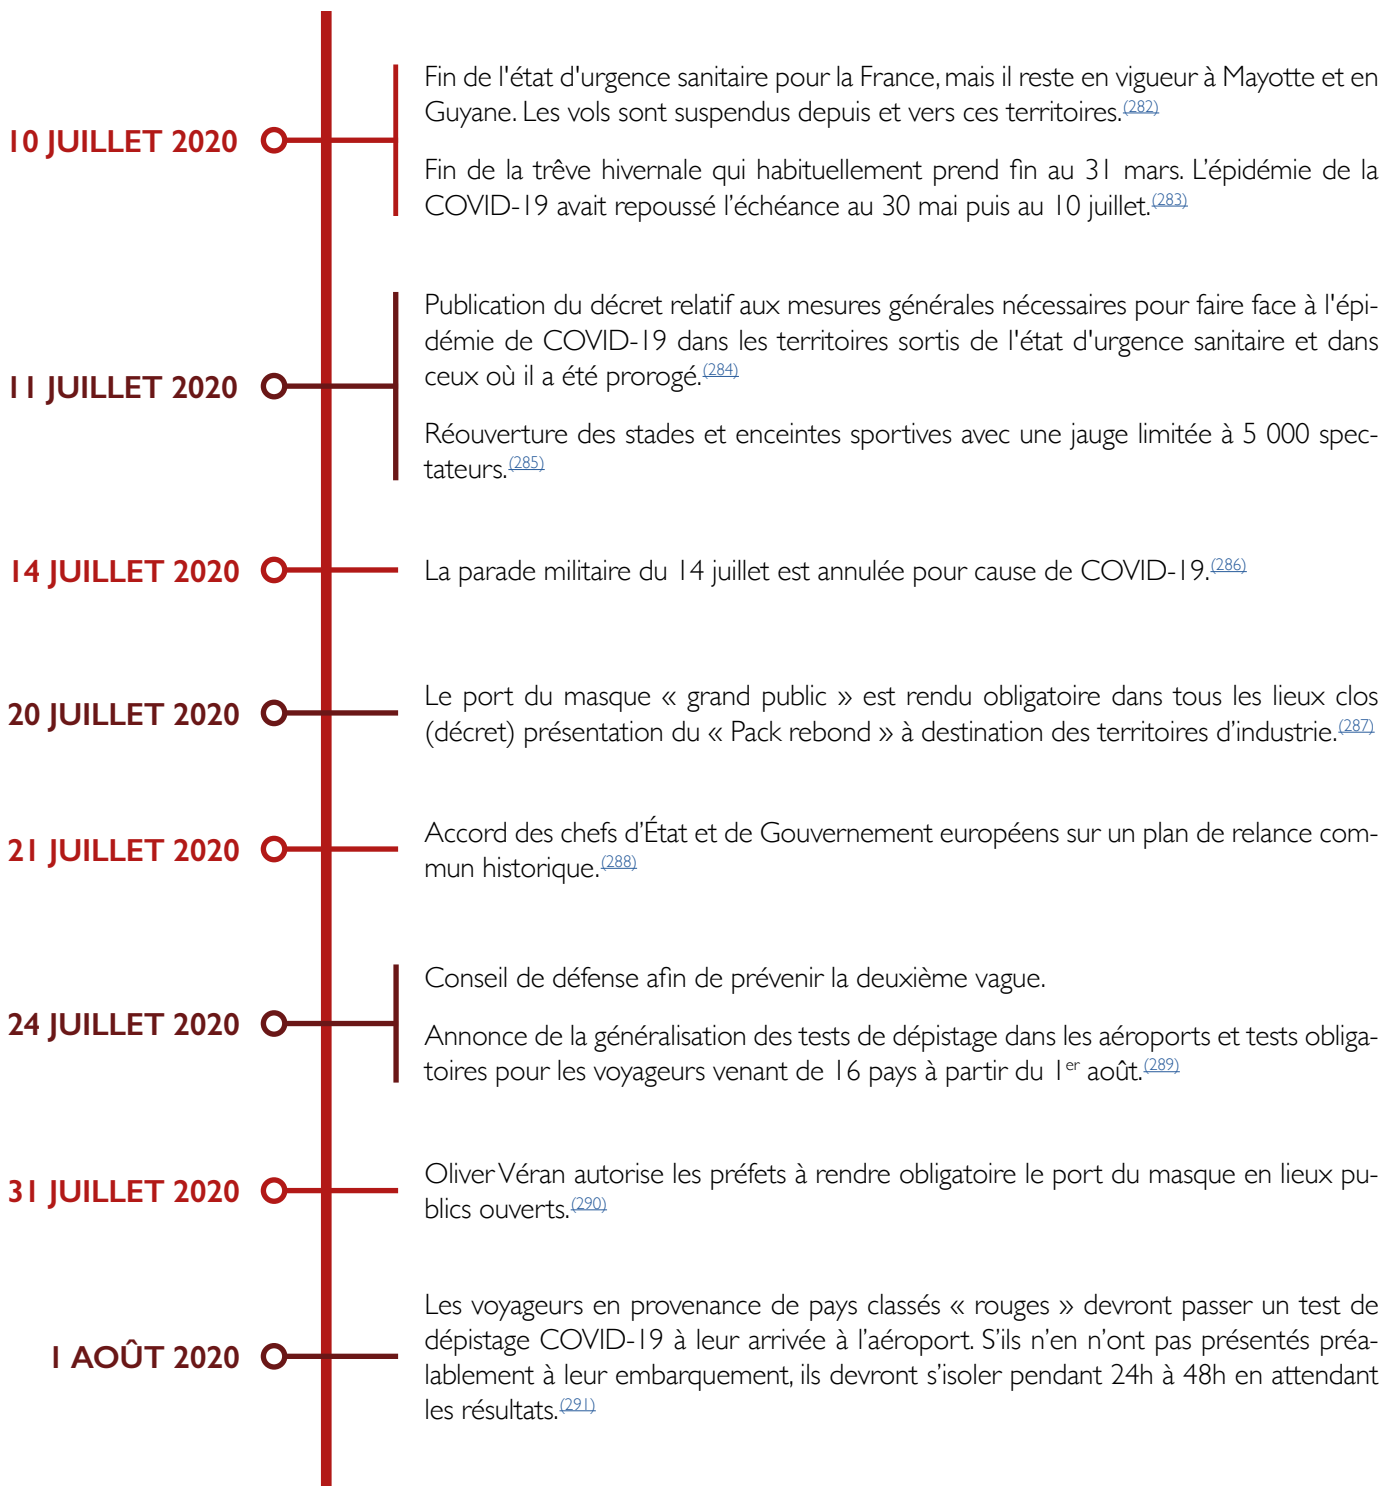 10 JUILLET 2020
Fin de l'état d'urgence sanitaire pour la France, mais il reste en vigueur à Mayotte et en
Guyane. Les vols sont suspendus depuis et vers ces territoires.(282)
Fin de la trêve hivernale qui habituellement prend fin au 31 mars. L’épidémie de la
COVID-19 avait repoussé l’échéance au 30 mai puis au 10 juillet.(283)
11 JUILLET 2020
Publication du décret relatif aux mesures générales nécessaires pour faire face à l'épi-
démie de COVID-19 dans les territoires sortis de l'état d'urgence sanitaire et dans
ceux où il a été prorogé.(284)
Réouverture des stades et enceintes sportives avec une jauge limitée à 5 000 spec-
tateurs.(285)
14 JUILLET 2020
La parade militaire du 14 juillet est annulée pour cause de COVID-19.(286)
20 JUILLET 2020
Le port du masque « grand public » est rendu obligatoire dans tous les lieux clos
(décret) présentation du « Pack rebond » à destination des territoires d’industrie.(287)
21 JUILLET 2020
Accord des chefs d’État et de Gouvernement européens sur un plan de relance com-
mun historique.(288)
24 JUILLET 2020
Conseil de défense afin de prévenir la deuxième vague.
Annonce de la généralisation des tests de dépistage dans les aéroports et tests obliga-
toires pour les voyageurs venant de 16 pays à partir du 1er août.(289)
31 JUILLET 2020
Oliver Véran autorise les préfets à rendre obligatoire le port du masque en lieux pu-
blics ouverts.(290)
1 AOÛT 2020
Les voyageurs en provenance de pays classés « rouges » devront passer un test de
dépistage COVID-19 à leur arrivée à l’aéroport. S’ils n’en n’ont pas présentés préa-
lablement à leur embarquement, ils devront s’isoler pendant 24h à 48h en attendant
les résultats.(291)